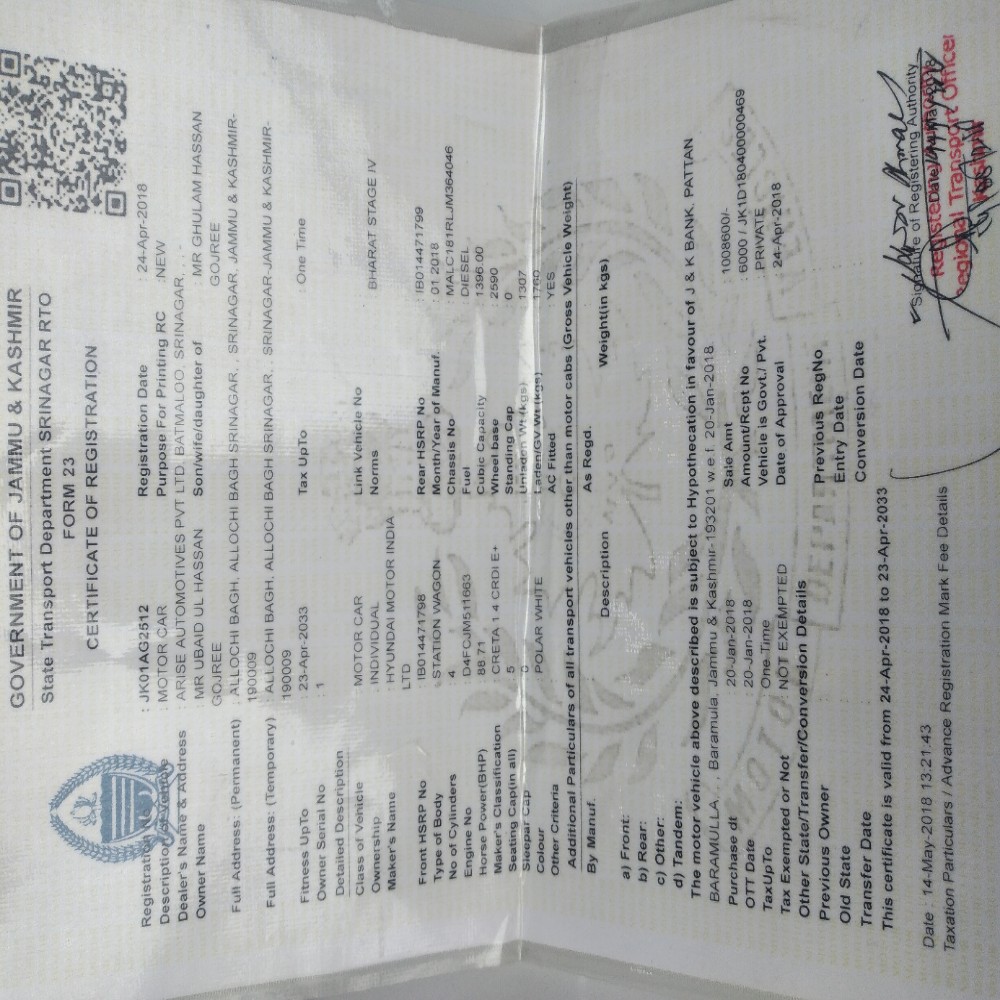 GOVERNMENT OF JAMMU & KASHMIR
State Transport Department SRINAGAR RTO
FORM 23
CERTIFICATE OF REGISTRATION
Registration : JK01AG2512 Registration Date : 24-Apr-2018
Description of Vehicle : MOTOR CAR Purpose For Printing RC : NEW
Dealer's Name & Address : ARISE AUTOMOTIVES PVT LTD, BATMALOO, SRINAGAR, , -
Owner Name : MR UBAID UL HASSAN GOJREE Son/wife/daughter of : MR GHULAM HASSAN GOJREE
Full Address: (Permanent) : ALLOCHI BAGH, ALLOCHI BAGH SRINAGAR, , SRINAGAR, JAMMU & KASHMIR-
190009
Full Address: (Temporary) : ALLOCHI BAGH, ALLOCHI BAGH SRINAGAR, , SRINAGAR-JAMMU & KASHMIR-
190009
Fitness UpTo : 23-Apr-2033 Tax UpTo : One Time
Owner Serial No : 1
Detailed Description
Class of Vehicle : MOTOR CAR Link Vehicle No
Ownership : INDIVIDUAL Norms BHARAT STAGE IV
Maker's Name : HYUNDAI MOTOR INDIA
LTD
Front HSRP No : IB014471798 Rear HSRP No : IB014471799
Type of Body : STATION WAGON Month/Year of Manuf. : 01 2018
No of Cylinders : 4 Chassis No : MALC181RLJM364046
Engine No : D4FCJM511663 Fuel : DIESEL
Horse Power(BHP) : 88.71 Cubic Capacity : 1396.00
Maker's Classification : CRETA 1.4 CRDI E+ Wheel base : 2590
Seating Cap(in all) : 5 Standing Cap : 0
Sleeper Cap : 0 Unladen Wt (kgs) : 1307
Colour : POLAR WHITE Laden/GV Wt (kgs) : 1760
Other Criteria AC Fitted : YES
Additional Particulars of all transport vehicles other than motor cabs (Gross Vehicle Weight)
By Manuf. Description As Regd. Weight(in kgs)
a) Front:
b) Rear:
c) Other:
d) Tandem:
The motor vehicle above described is subject to Hypothecation in favour of J & K BANK, PATTAN
BARAMULLA, , , Baramula, Jammu & Kashmir-193201 w.e.f. 20-Jan-2018.
Purchase dt : 20-Jan-2018 Sale Amt : 1008600/-
OTT Date : 20-Jan-2018 Amount/Rcpt No : 6000 / JK1D180400000469
TaxUpTo : One Time Vehicle is Govt./ Pvt. : PRIVATE
Tax Exempted or Not : NOT EXEMPTED Date of Approval : 24-Apr-2018
Other State/Transfer/Conversion Details
Previous Owner Previous RegNo
Old State Entry Date
Transfer Date Conversion Date
This certificate is valid from 24-Apr-2018 to 23-Apr-2033
Signature of Registering Authority
Regional Transport Officer
Date : 14-May-2018 13:21:43
Taxation Particulars / Advance Registration Mark Fee Details